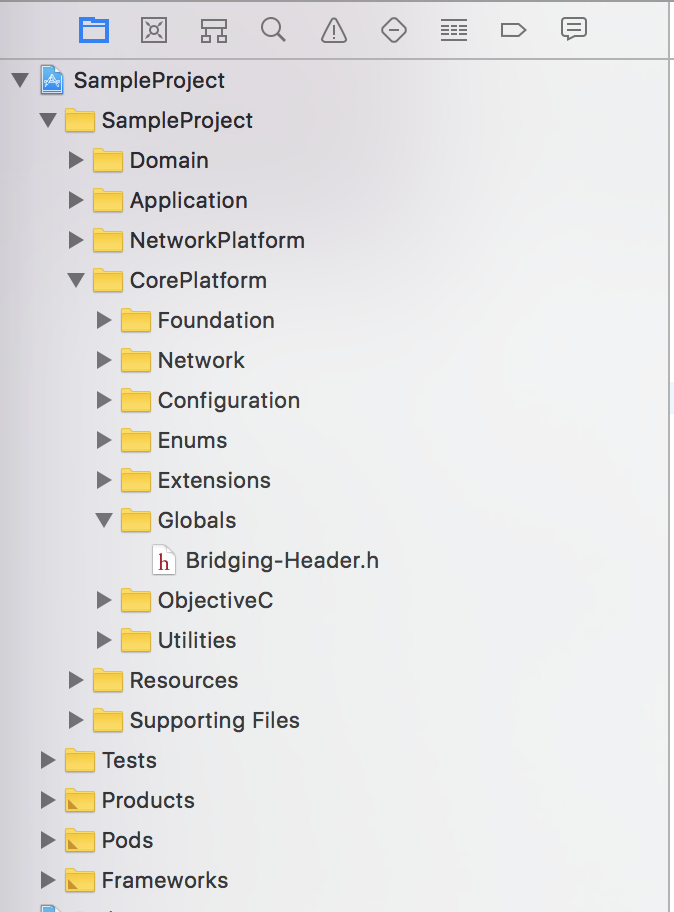 SampleProject
SampleProject
Domain
Application
NetworkPlatform
CorePlatform
Foundation
Network
Configuration
Enums
Extensions
Globals
h Bridging-Header.h
ObjectiveC
Utilities
Resources
Supporting Files
Tests
Products
Pods
Frameworks